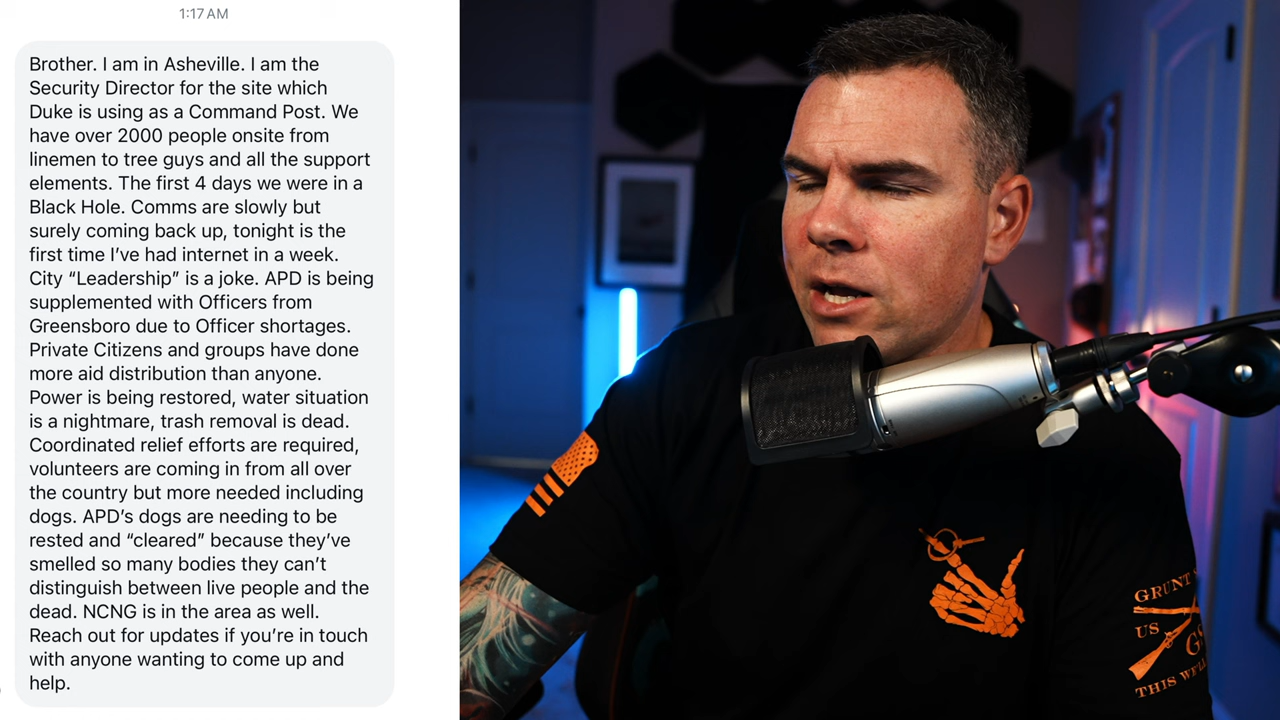 1:17 AM
Brother. I am in Asheville. I am the
Security Director for the site which
Duke is using as a Command Post. We
have over 2000 people onsite from
linemen to tree guys and all the support
elements. The first 4 days we were in a
Black Hole. Comms are slowly but
surely coming back up, tonight is the
first time I’ve had internet in a week.
City “Leadership” is a joke. APD is being
supplemented with Officers from
Greensboro due to Officer shortages.
Private Citizens and groups have done
more aid distribution than anyone.
Power is being restored, water situation
is a nightmare, trash removal is dead.
Coordinated relief efforts are required,
volunteers are coming in from all over
the country but more needed including
dogs. APD’s dogs are needing to be
rested and “cleared” because they’ve
smelled so many bodies they can’t
distinguish between live people and the
dead. NCNG is in the area as well.
Reach out for updates if you’re in touch
with anyone wanting to come up and
help.
GRUNT
US
THIS